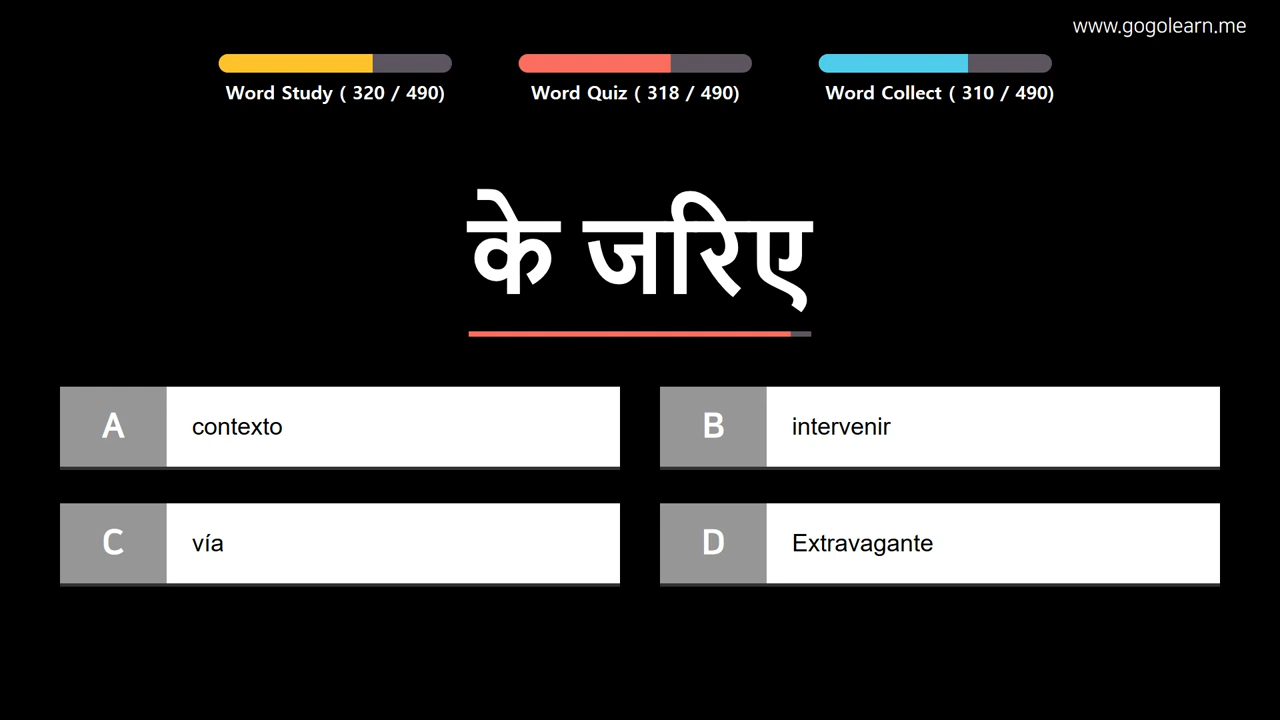 www.gogolearn.me
Word Study ( 320 / 490)
Word Quiz ( 318 / 490)
Word Collect ( 310 / 490)
के जरिए
A
contexto
B
intervenir
C
vía
D
Extravagante